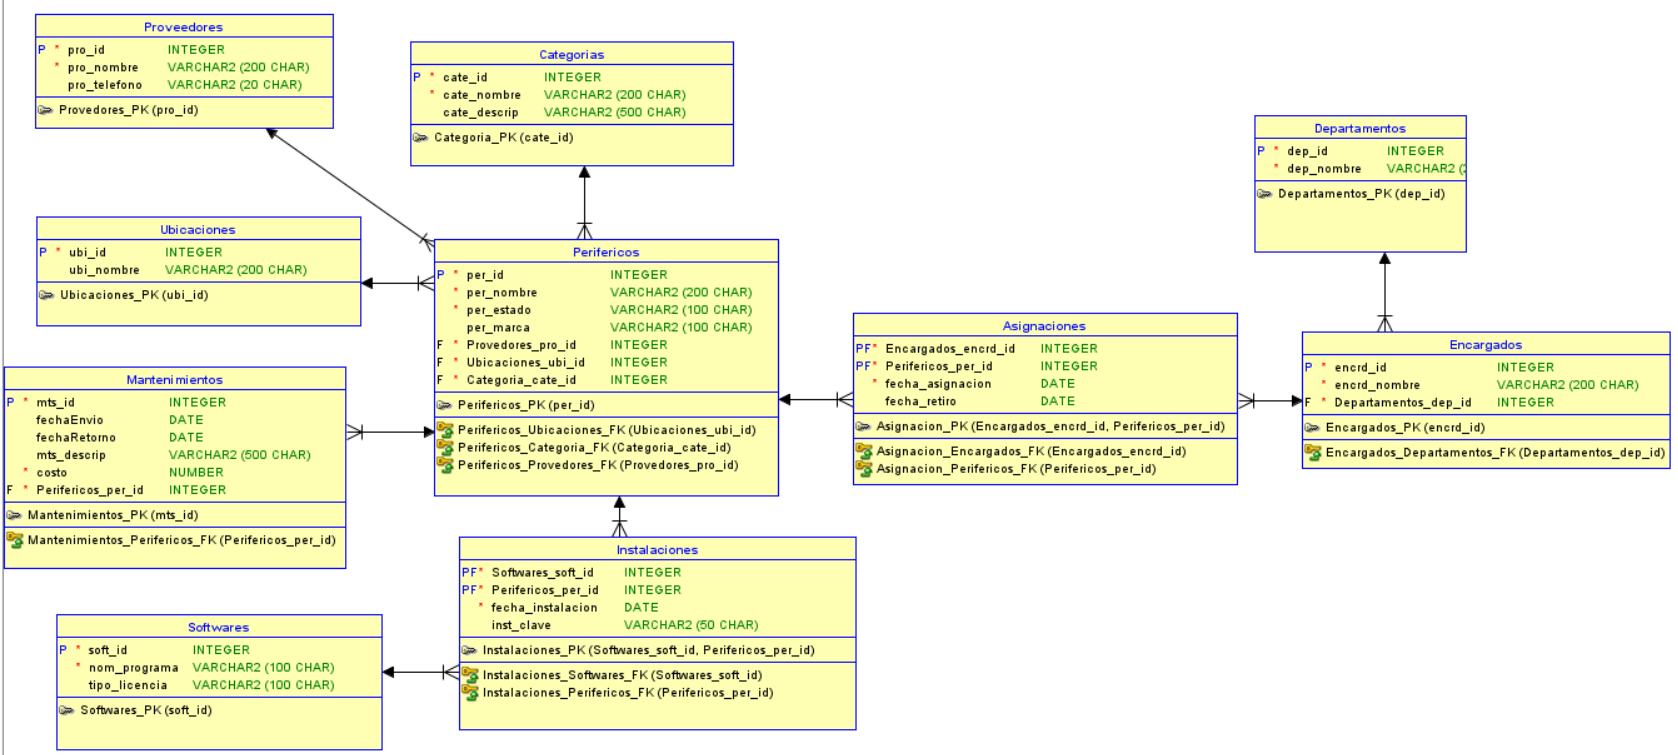 Proveedores
P * pro_id INTEGER
* pro_nombre VARCHAR2 (200 CHAR)
pro_telefono VARCHAR2 (20 CHAR)
Provedores_PK (pro_id)
Categorias
P * cate_id INTEGER
* cate_nombre VARCHAR2 (200 CHAR)
cate_descrip VARCHAR2 (500 CHAR)
Categoria_PK (cate_id)
Departamentos
P * dep_id INTEGER
* dep_nombre VARCHAR2 (2
Departamentos_PK (dep_id)
Ubicaciones
P * ubi_id INTEGER
ubi_nombre VARCHAR2 (200 CHAR)
Ubicaciones_PK (ubi_id)
Perifericos
P * per_id INTEGER
* per_nombre VARCHAR2 (200 CHAR)
* per_estado VARCHAR2 (100 CHAR)
per_marca VARCHAR2 (100 CHAR)
F * Provedores_pro_id INTEGER
F * Ubicaciones_ubi_id INTEGER
F * Categoria_cate_id INTEGER
Perifericos_PK (per_id)
Perifericos_Ubicaciones_FK (Ubicaciones_ubi_id)
Perifericos_Categoria_FK (Categoria_cate_id)
Perifericos_Provedores_FK (Provedores_pro_id)
Asignaciones
PF* Encargados_encrd_id INTEGER
PF* Perifericos_per_id INTEGER
* fecha_asignacion DATE
fecha_retiro DATE
Asignacion_PK (Encargados_encrd_id, Perifericos_per_id)
Asignacion_Encargados_FK (Encargados_encrd_id)
Asignacion_Perifericos_FK (Perifericos_per_id)
Encargados
P * encrd_id INTEGER
* encrd_nombre VARCHAR2 (200 CHAR)
F * Departamentos_dep_id INTEGER
Encargados_PK (encrd_id)
Encargados_Departamentos_FK (Departamentos_dep_id)
Mantenimientos
P * mts_id INTEGER
fechaEnvio DATE
fechaRetorno DATE
mts_descrip VARCHAR2 (500 CHAR)
* costo NUMBER
F * Perifericos_per_id INTEGER
Mantenimientos_PK (mts_id)
Mantenimientos_Perifericos_FK (Perifericos_per_id)
Instalaciones
PF* Softwares_soft_id INTEGER
PF* Perifericos_per_id INTEGER
* fecha_instalacion DATE
inst_clave VARCHAR2 (50 CHAR)
Instalaciones_PK (Softwares_soft_id, Perifericos_per_id)
Instalaciones_Softwares_FK (Softwares_soft_id)
Instalaciones_Perifericos_FK (Perifericos_per_id)
Softwares
P * soft_id INTEGER
* nom_programa VARCHAR2 (100 CHAR)
tipo_licencia VARCHAR2 (100 CHAR)
Softwares_PK (soft_id)